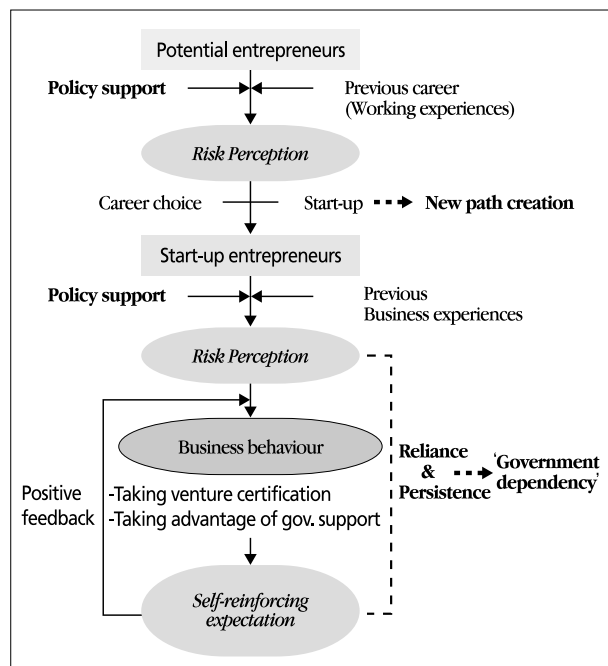 Potential entrepreneurs
Policy support
Previous career
(Working experiences)
Risk Perception
Career choice
Start-up
New path creation
Start-up entrepreneurs
Policy support
Previous
Business experiences
Risk Perception
Business behaviour
Positive
feedback
-Taking venture certification
-Taking advantage of gov. support
Reliance
&
Persistence
'Government
dependency'
Self-reinforcing
expectation